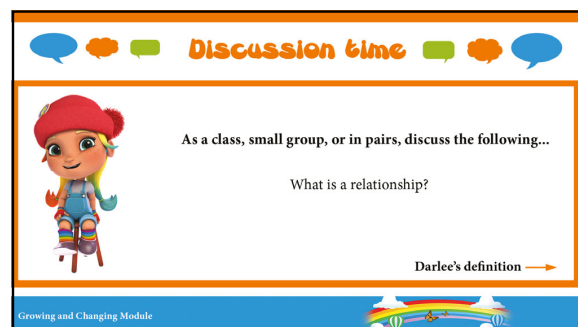 Discussion time
As a class, small group, or in pairs, discuss the following...
What is a relationship?
Darlee's definition
Growing and Changing Module